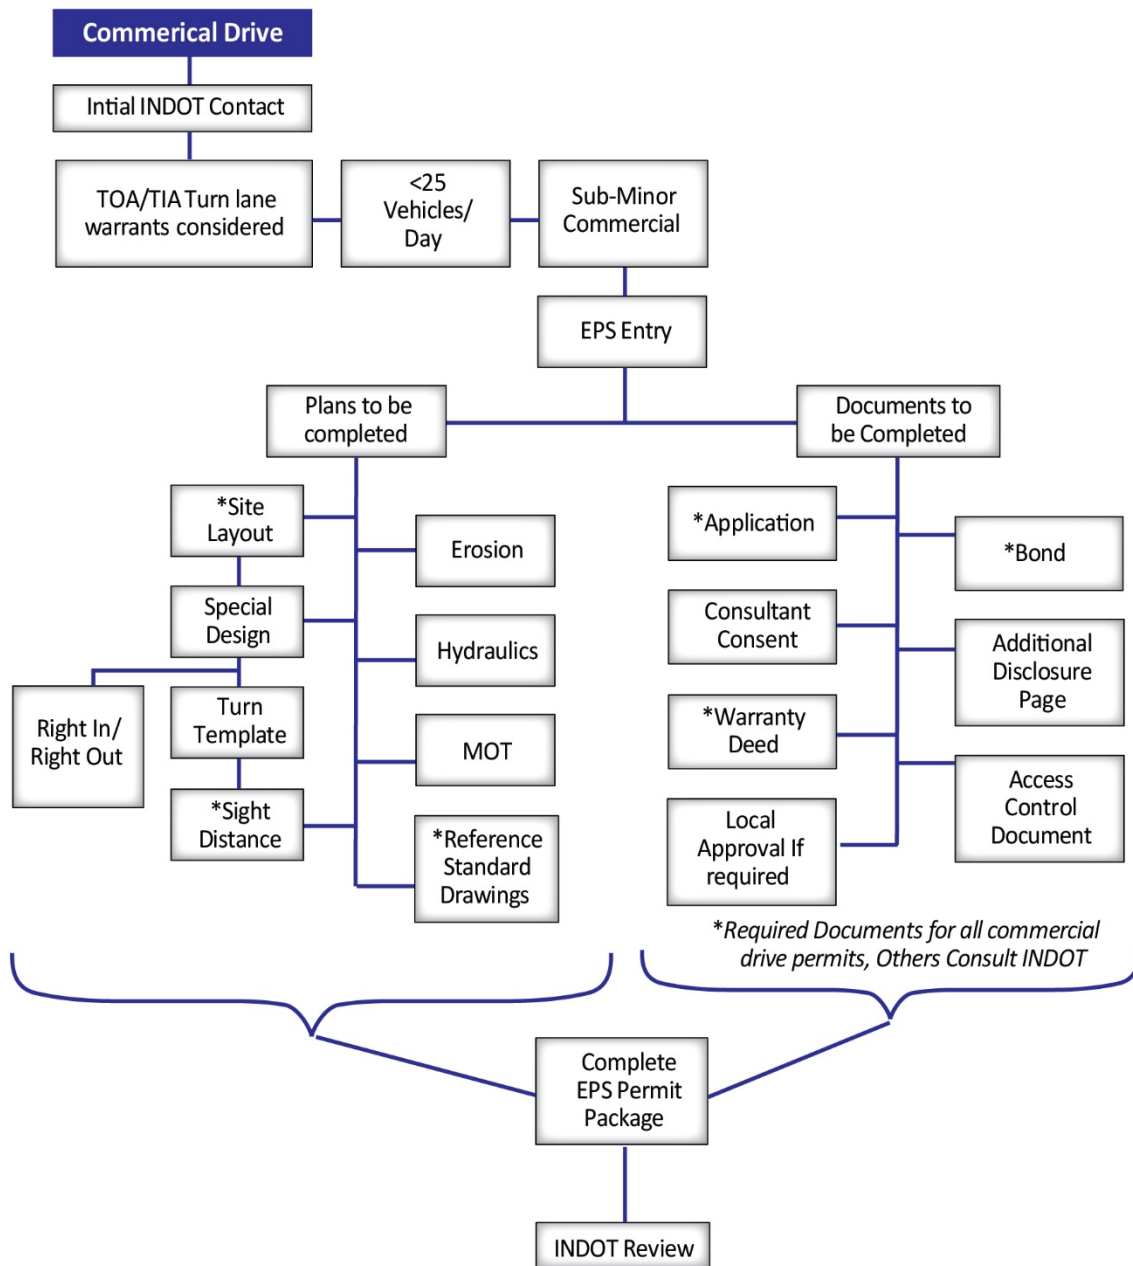 Commerical Drive
Intial INDOT Contact
TOA/TIA Turn lane
warrants considered
<25
Vehicles/
Day
Sub-Minor
Commercial
EPS Entry
Plans to be
completed
Documents to
be Completed
*Site
Layout
Erosion
Special
Design
Hydraulics
Right In/
Right Out
Turn
Template
MOT
*Sight
Distance
*Reference
Standard
Drawings
*Application
*Bond
Consultant
Consent
Additional
Disclosure
Page
*Warranty
Deed
Access
Control
Document
Local
Approval If
required
*Required Documents for all commercial
drive permits, Others Consult INDOT
Complete
EPS Permit
Package
INDOT Review